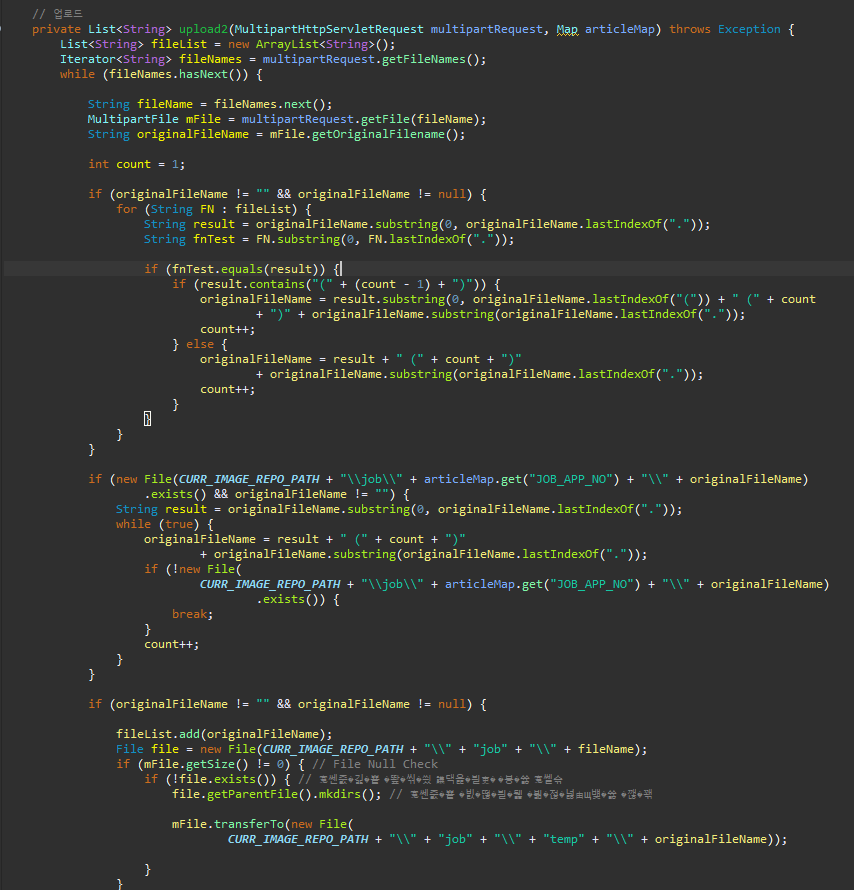 // 업로드
private List<String> upload2(MultipartHttpServletRequest multipartRequest, Map articleMap) throws Exception {
List<String> fileList = new ArrayList<String>();
Iterator<String> fileNames = multipartRequest.getFileNames();
while (fileNames.hasNext()) {
String fileName = fileNames.next();
MultipartFile mFile = multipartRequest.getFile(fileName);
String originalFileName = mFile.getOriginalFilename();
int count = 1;
if (originalFileName != "" && originalFileName != null) {
for (String FN : fileList) {
String result = originalFileName.substring(0, originalFileName.lastIndexOf("."));
String fnTest = FN.substring(0, FN.lastIndexOf("."));
if (fnTest.equals(result)) {
if (result.contains("(" + (count - 1) + ")")) {
originalFileName = result.substring(0, originalFileName.lastIndexOf("(")) + " (" + count
+ ")" + originalFileName.substring(originalFileName.lastIndexOf("."));
count++;
} else {
originalFileName = result + " (" + count + ")"
+ originalFileName.substring(originalFileName.lastIndexOf("."));
count++;
}
}
}
}
if (new File(CURR_IMAGE_REPO_PATH + "\\job\\" + articleMap.get("JOB_APP_NO") + "\\" + originalFileName)
.exists() && originalFileName != "") {
String result = originalFileName.substring(0, originalFileName.lastIndexOf("."));
while (true) {
originalFileName = result + " (" + count + ")"
+ originalFileName.substring(originalFileName.lastIndexOf("."));
if (!new File(
CURR_IMAGE_REPO_PATH + "\\job\\" + articleMap.get("JOB_APP_NO") + "\\" + originalFileName)
.exists()) {
break;
}
count++;
}
}
if (originalFileName != "" && originalFileName != null) {
fileList.add(originalFileName);
File file = new File(CURR_IMAGE_REPO_PATH + "\\" + "job" + "\\" + fileName);
if (mFile.getSize() != 0) { // File Null Check
if (!file.exists()) { //
file.getParentFile().mkdirs(); //
mFile.transferTo(new File(
CURR_IMAGE_REPO_PATH + "\\" + "job" + "\\" + "temp" + "\\" + originalFileName));
}
}